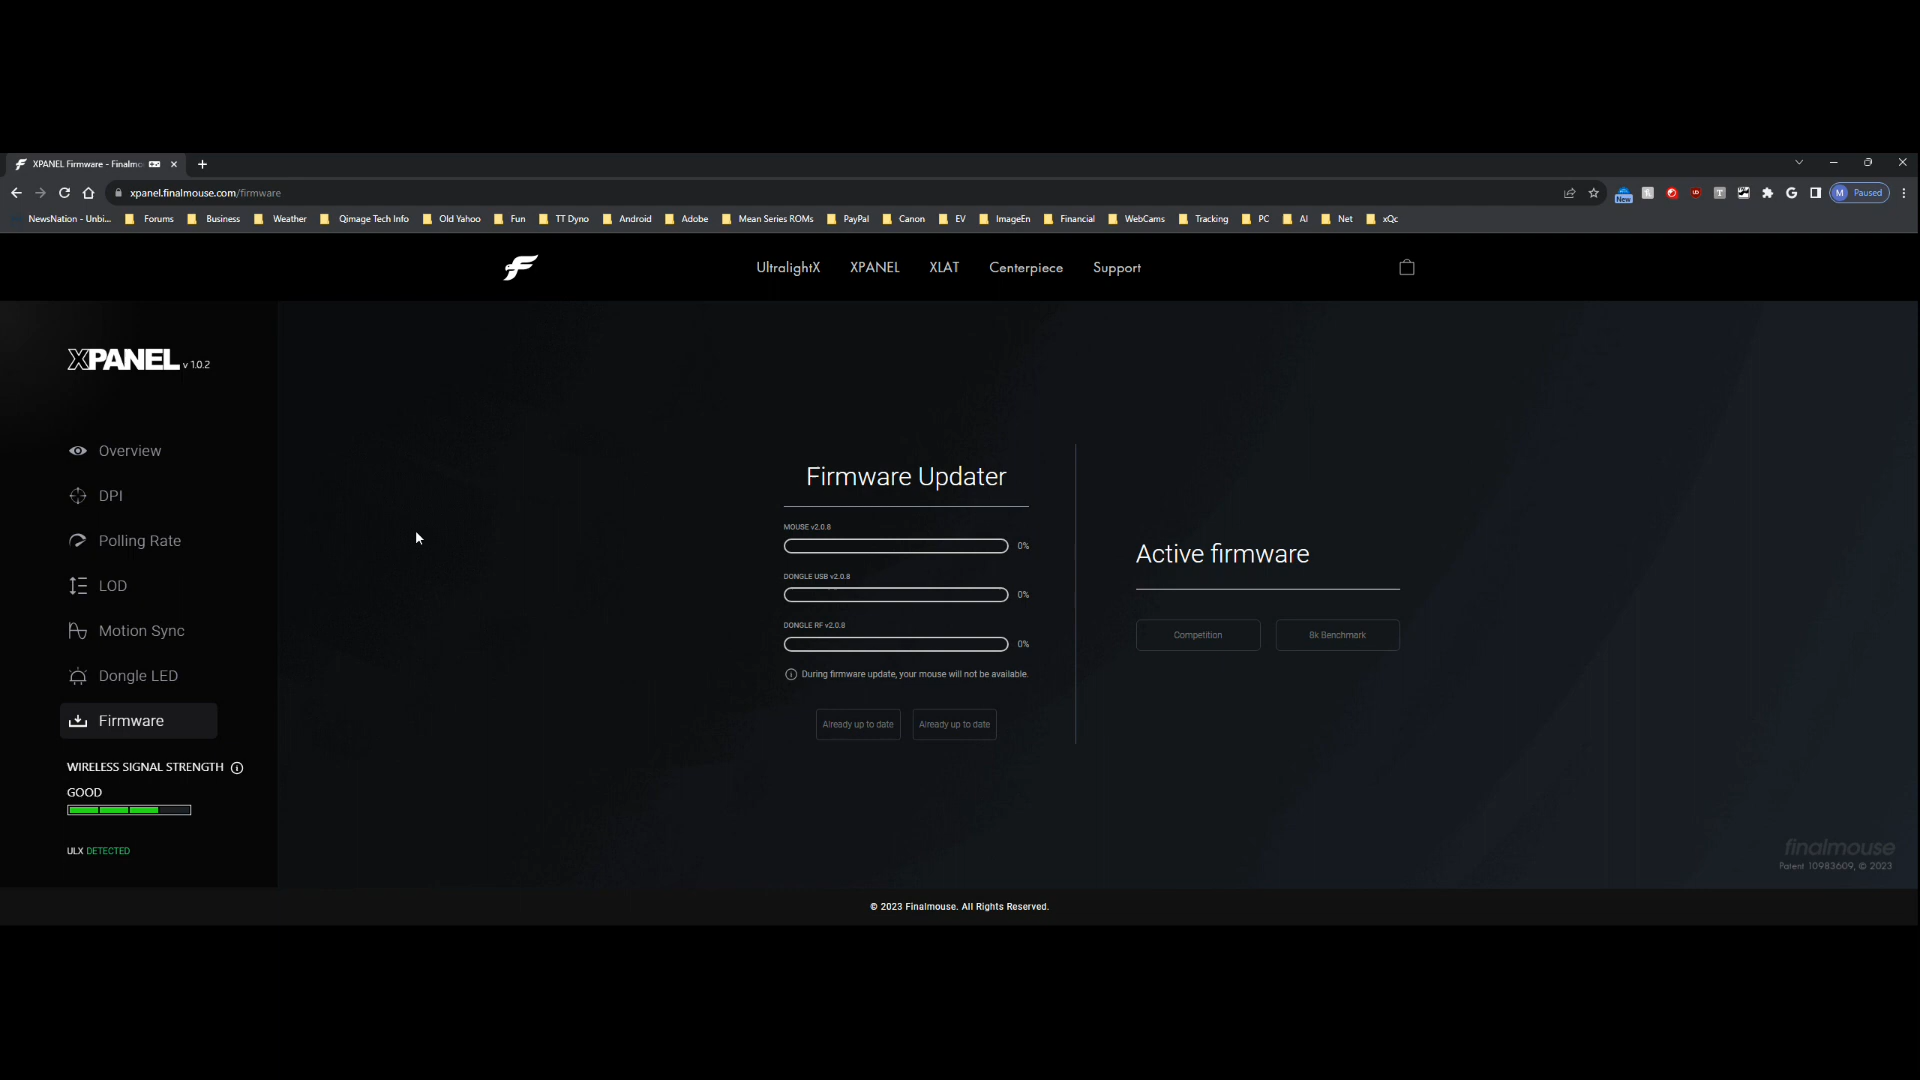 XPANEL Firmware - Finalmo
xpanel.finalmouse.com/firmware
New
Paused
NewsNation - Unbi...
Forums
Business
Weather
Qimage Tech Info
Old Yahoo
Fun
TT Dyno
Android
Adobe
Mean Series ROMs
PayPal
Canon
EV
ImageEn
Financial
WebCams
Tracking
PC
AI
Net
xQc
UltralightX
XPANEL
XLAT
Centerpiece
Support
XPANEL v 1.0.2
Overview
DPI
Polling Rate
LOD
Motion Sync
Dongle LED
Firmware
WIRELESS SIGNAL STRENGTH
GOOD
ULX DETECTED
Firmware Updater
MOUSE v2.0.8
0%
DONGLE USB v2.0.8
0%
DONGLE RF v2.0.8
0%
During firmware update, your mouse will not be available.
Already up to date
Already up to date
Active firmware
Competition
8k Benchmark
finalmouse
Patent 10983609, © 2023
© 2023 Finalmouse. All Rights Reserved.